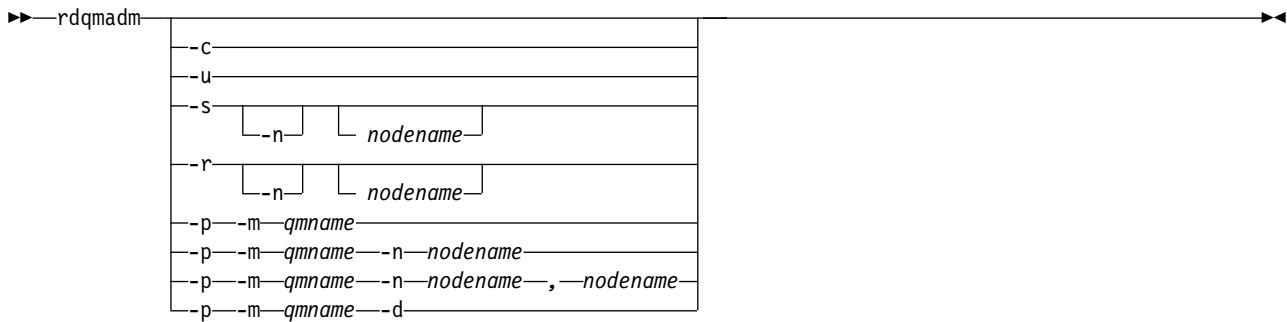 rdqmadm
-c
-u
-s
-n nodename
-r
-n nodename
-p -m qmname
-p -m qmname -n nodename
-p -m qmname -n nodename , nodename
-p -m qmname -d